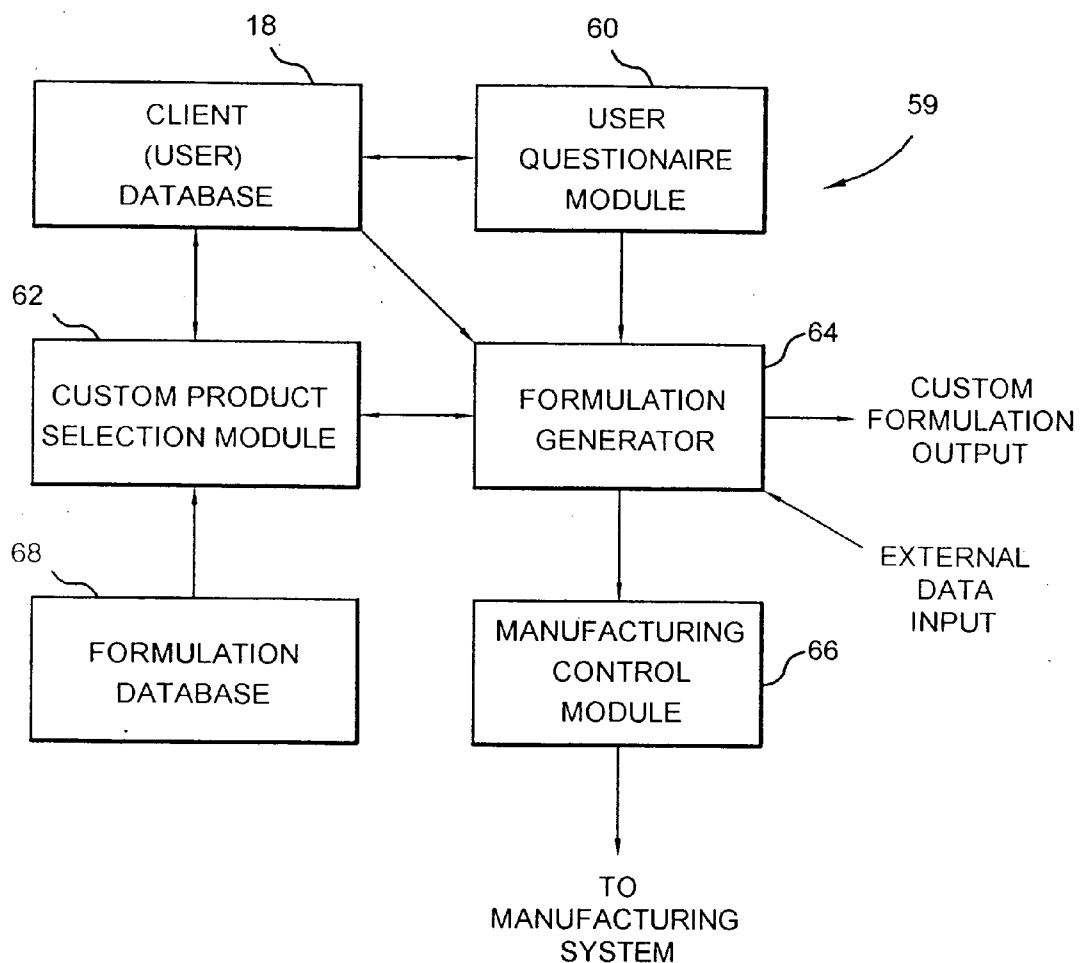 18
60
59
CLIENT
(USER)
DATABASE
USER
QUESTIONAIRE
MODULE
62
64
CUSTOM PRODUCT
SELECTION MODULE
FORMULATION
GENERATOR
CUSTOM
FORMULATION
OUTPUT
68
EXTERNAL
DATA
INPUT
FORMULATION
DATABASE
MANUFACTURING
CONTROL
MODULE
66
TO
MANUFACTURING
SYSTEM